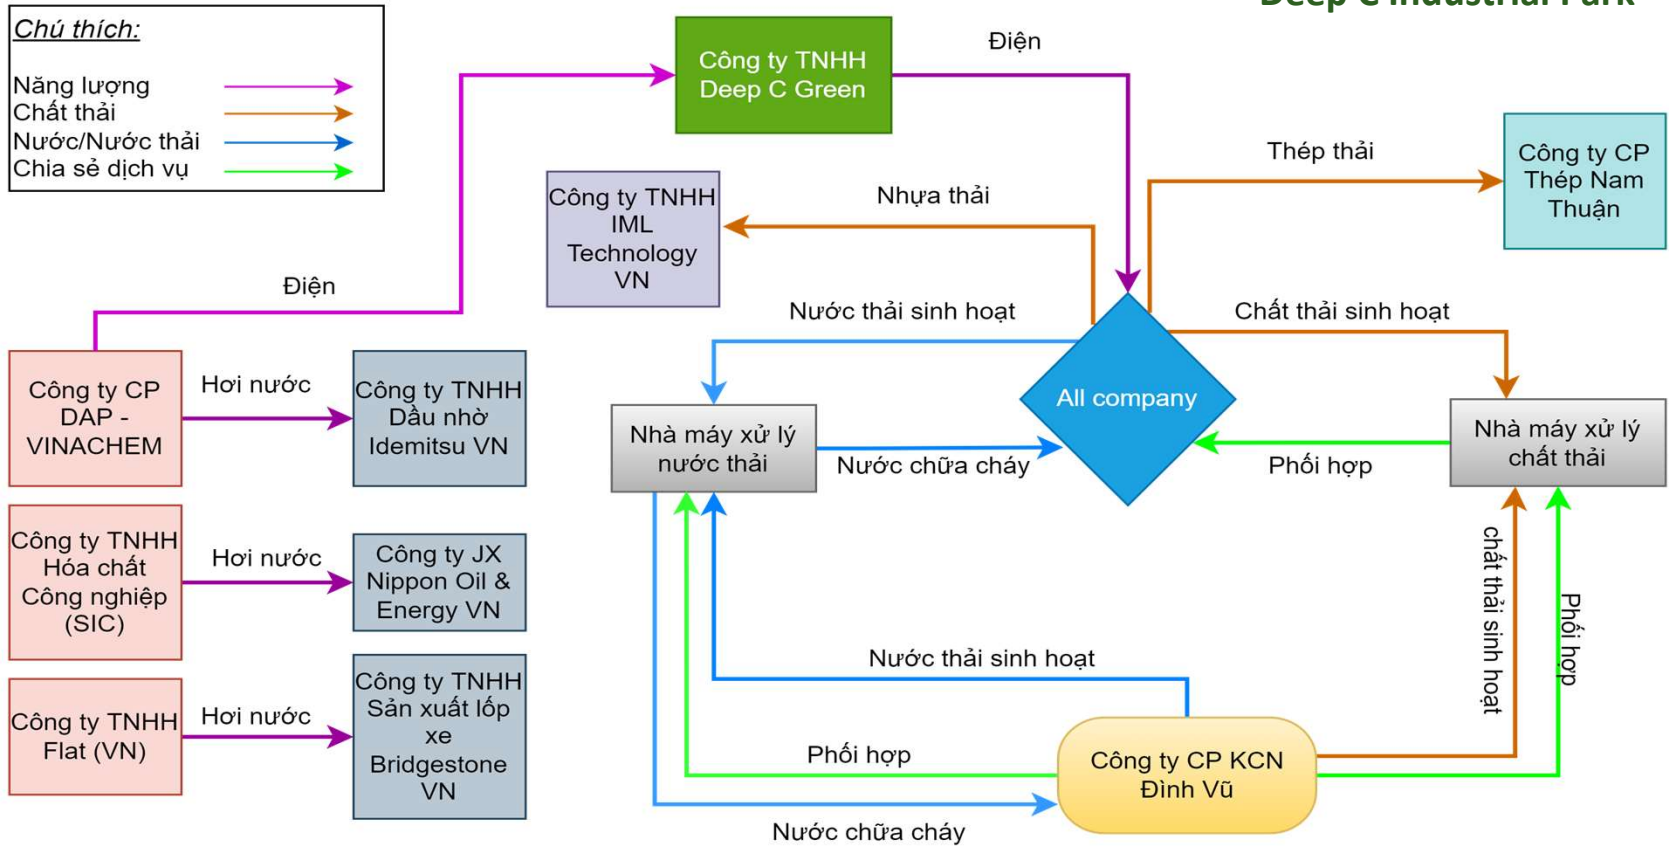 Deep C Industrial Park
Chú thích:
Năng lượng
Chất thải
Nước/Nước thải
Chia sẻ dịch vụ
Công ty TNHH
Deep C Green
Điện
Công ty CP
Thép Nam
Thuận
Thép thải
Công ty TNHH
IML
Technology
VN
Nhựa thải
Điện
Nước thải sinh hoạt
Chất thải sinh hoạt
Công ty CP
DAP -
VINACHEM
Hơi nước
Công ty TNHH
Dầu nhờ
Idemitsu VN
All company
Nhà máy xử lý
nước thải
Nước chữa cháy
Phối hợp
Nhà máy xử lý
chất thải
Công ty TNHH
Hóa chất
Công nghiệp
(SIC)
Hơi nước
Công ty JX
Nippon Oil &
Energy VN
chất thải sinh hoạt
Phối hợp
Nước thải sinh hoạt
Công ty TNHH
Flat (VN)
Hơi nước
Công ty TNHH
Sản xuất lốp
xe
Bridgestone
VN
Phối hợp
Công ty CP KCN
Đình Vũ
Nước chữa cháy